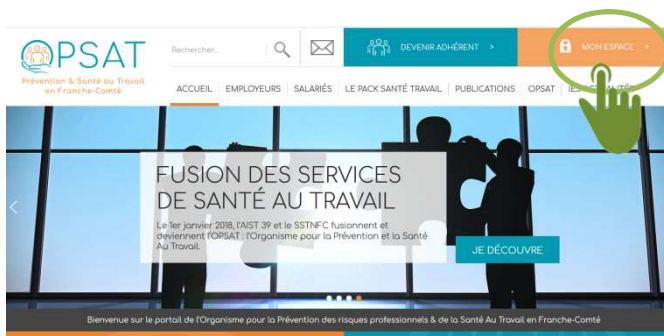 OPSAT
Prévention & Santé au Travail
en Franche-Comté
Rechercher...
DEVENIR ADHÉRENT >
MON ESPACE >
ACCUEIL
EMPLOYEURS
SALARIÉS
LE PACK SANTÉ TRAVAIL
PUBLICATIONS
OPSAT
FUSION DES SERVICES
DE SANTÉ AU TRAVAIL
Le 1er janvier 2018, l'AIST 39 et le SSTNFC fusionnent et
deviennent l'OPSAT : l'Organisme pour la Prévention et la Santé
Au Travail.
JE DÉCOUVRE
Bienvenue sur le portail de l'Organisme pour la Prévention des risques professionnels & de la Santé Au Travail en Franche-Comté